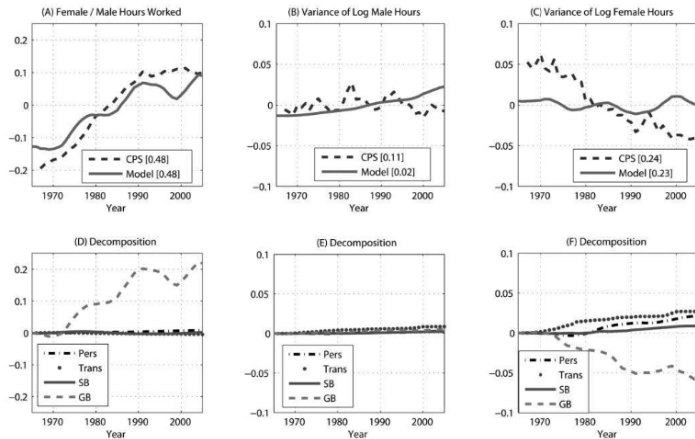 (A) Female / Male Hours Worked
0.2
0.1
0
−0.1
−0.2
CPS [0.48]
Model [0.48]
1970 1980 1990 2000
Year
(B) Variance of Log Male Hours
0.1
0.05
0
−0.05
−0.1
CPS [0.11]
Model [0.02]
1970 1980 1990 2000
Year
(C) Variance of Log Female Hours
0.1
0.05
0
−0.05
−0.1
CPS [0.24]
Model [0.23]
1970 1980 1990 2000
Year
(D) Decomposition
0.2
0.1
0
−0.1
−0.2
Pers
Trans
SB
GB
1970 1980 1990 2000
Year
(E) Decomposition
0.1
0.05
0
−0.05
−0.1
Pers
Trans
SB
GB
1970 1980 1990 2000
Year
(F) Decomposition
0.1
0.05
0
−0.05
−0.1
Pers
Trans
SB
GB
1970 1980 1990 2000
Year